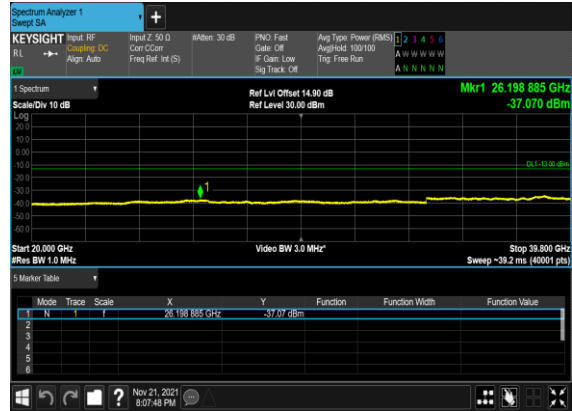 Spectrum Analyzer 1
Swept SA
+
KEYSIGHT Input: RF Input Z: 50 Ω #Atten: 30 dB PNO: Fast Avg Type: Power (RMS) 1 2 3 4 5 6
RL Coupling: DC Corr CCorr Gate: Off Avg|Hold: 100/100 A W W W W W
Align: Auto Freq Ref: Int (S) IF Gain: Low Trig: Free Run
Sig Track: Off A N N N N N
1 Spectrum Ref Lvl Offset 14.90 dB Mkr1 26.198 885 GHz
Scale/Div 10 dB Ref Level 30.00 dBm -37.070 dBm
Log
20.0
10.0
0.00
-10.0 DL1 -13.00 dBm
-20.0
-30.0 1
-40.0
-50.0
-60.0
Start 20.000 GHz Video BW 3.0 MHz* Stop 39.800 GHz
#Res BW 1.0 MHz Sweep ~39.2 ms (40001 pts)
5 Marker Table
Mode Trace Scale X Y Function Function Width Function Value
1 N 1 f 26.198 885 GHz -37.07 dBm
2
3
4
5
6
? Nov 21, 2021
8:07:48 PM